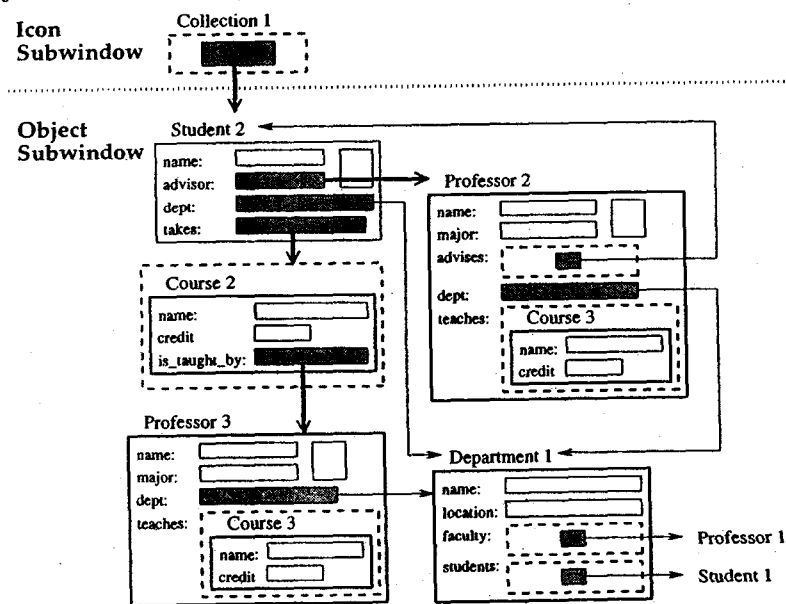 Icon
Subwindow
Collection 1
Object
Subwindow
Student 2
name:
advisor:
dept:
takes:
Professor 2
name:
major:
advises:
dept:
teaches:
Course 3
name:
credit
Course 2
name:
credit
is_taught_by:
Professor 3
name:
major:
dept:
teaches:
Course 3
name:
credit
Department 1
name:
location:
faculty:
students:
Professor 1
Student 1